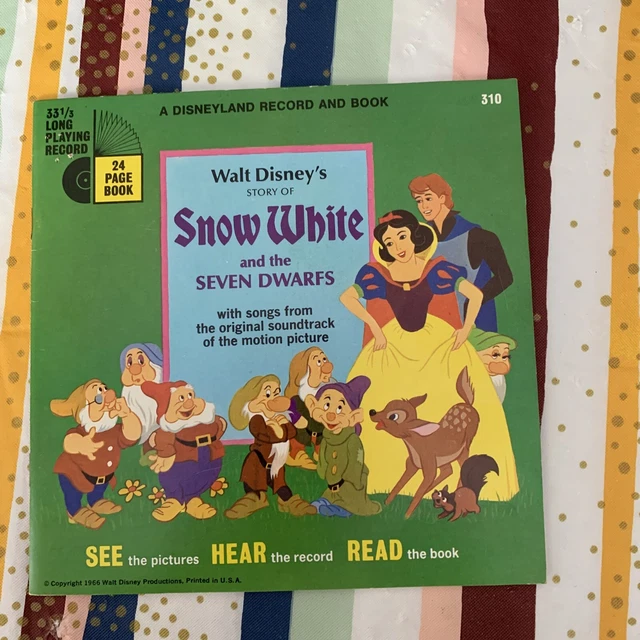 33 1/3
LONG
PLAYING
RECORD
24
PAGE
BOOK
A DISNEYLAND RECORD AND BOOK
310
Walt Disney's
STORY OF
Snow White
and the
SEVEN DWARFS
with songs from
the original soundtrack
of the motion picture
SEE the pictures HEAR the record READ the book
© Copyright 1966 Walt Disney Productions, Printed in U.S.A.